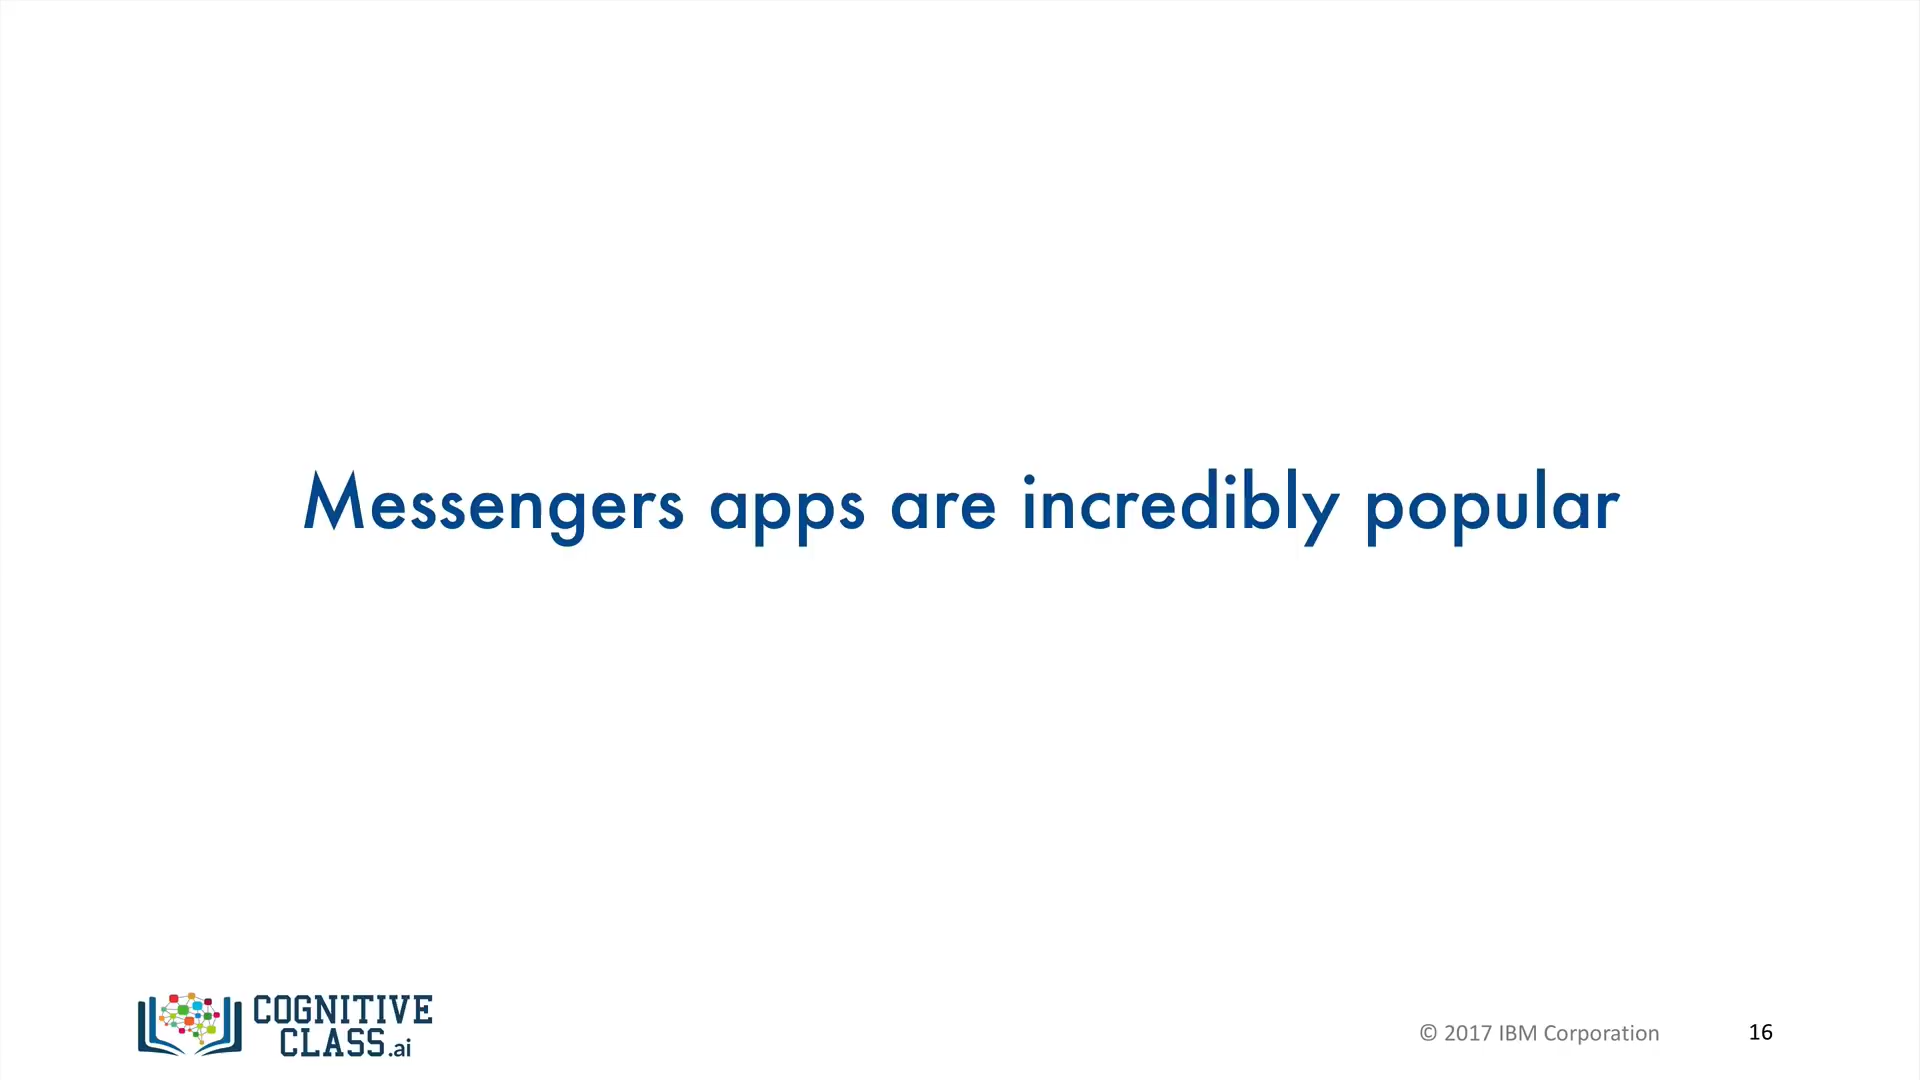 Messengers apps are incredibly popular
COGNITIVE
CLASS.ai
© 2017 IBM Corporation
16